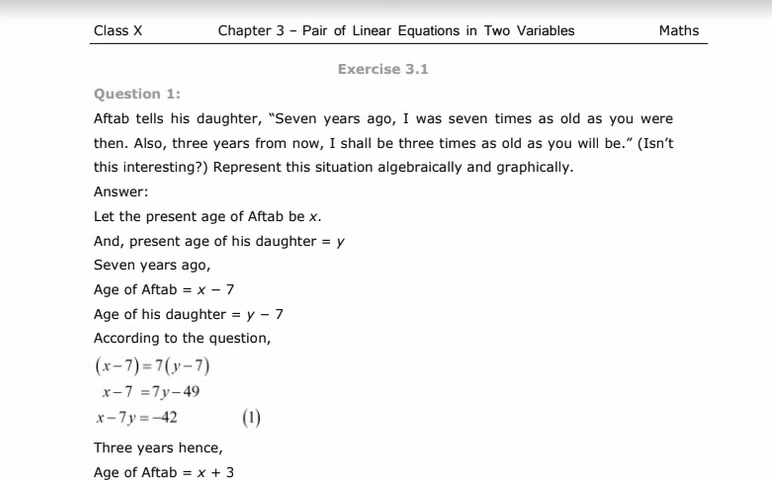 Class X Chapter 3 – Pair of Linear Equations in Two Variables Maths
Exercise 3.1
Question 1:
Aftab tells his daughter, “Seven years ago, I was seven times as old as you were
then. Also, three years from now, I shall be three times as old as you will be.” (Isn’t
this interesting?) Represent this situation algebraically and graphically.
Answer:
Let the present age of Aftab be x.
And, present age of his daughter = y
Seven years ago,
Age of Aftab = x − 7
Age of his daughter = y − 7
According to the question,
(x−7)=7(y−7)
x−7 =7y−49
x−7y=−42 (1)
Three years hence,
Age of Aftab = x + 3